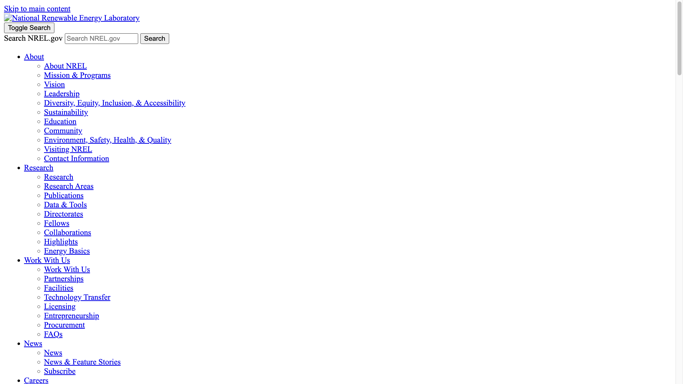 Skip to main content
National Renewable Energy Laboratory
Toggle Search
Search NREL.gov Search NREL.gov Search
About
About NREL
Mission & Programs
Vision
Leadership
Diversity, Equity, Inclusion, & Accessibility
Sustainability
Education
Community
Environment, Safety, Health, & Quality
Visiting NREL
Contact Information
Research
Research
Research Areas
Publications
Data & Tools
Directorates
Fellows
Collaborations
Highlights
Energy Basics
Work With Us
Work With Us
Partnerships
Facilities
Technology Transfer
Licensing
Entrepreneurship
Procurement
FAQs
News
News
News & Feature Stories
Subscribe
Careers